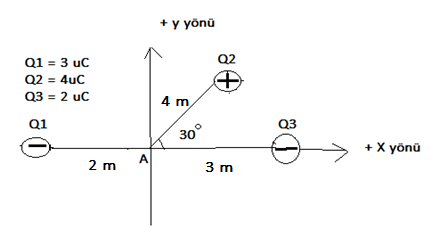 + y yönü
Q1 = 3 uC
Q2 = 4uC
Q3 = 2 uC
Q2
+
4 m
30°
Q1
Q3
−
−
A
+ X yönü
2 m
3 m